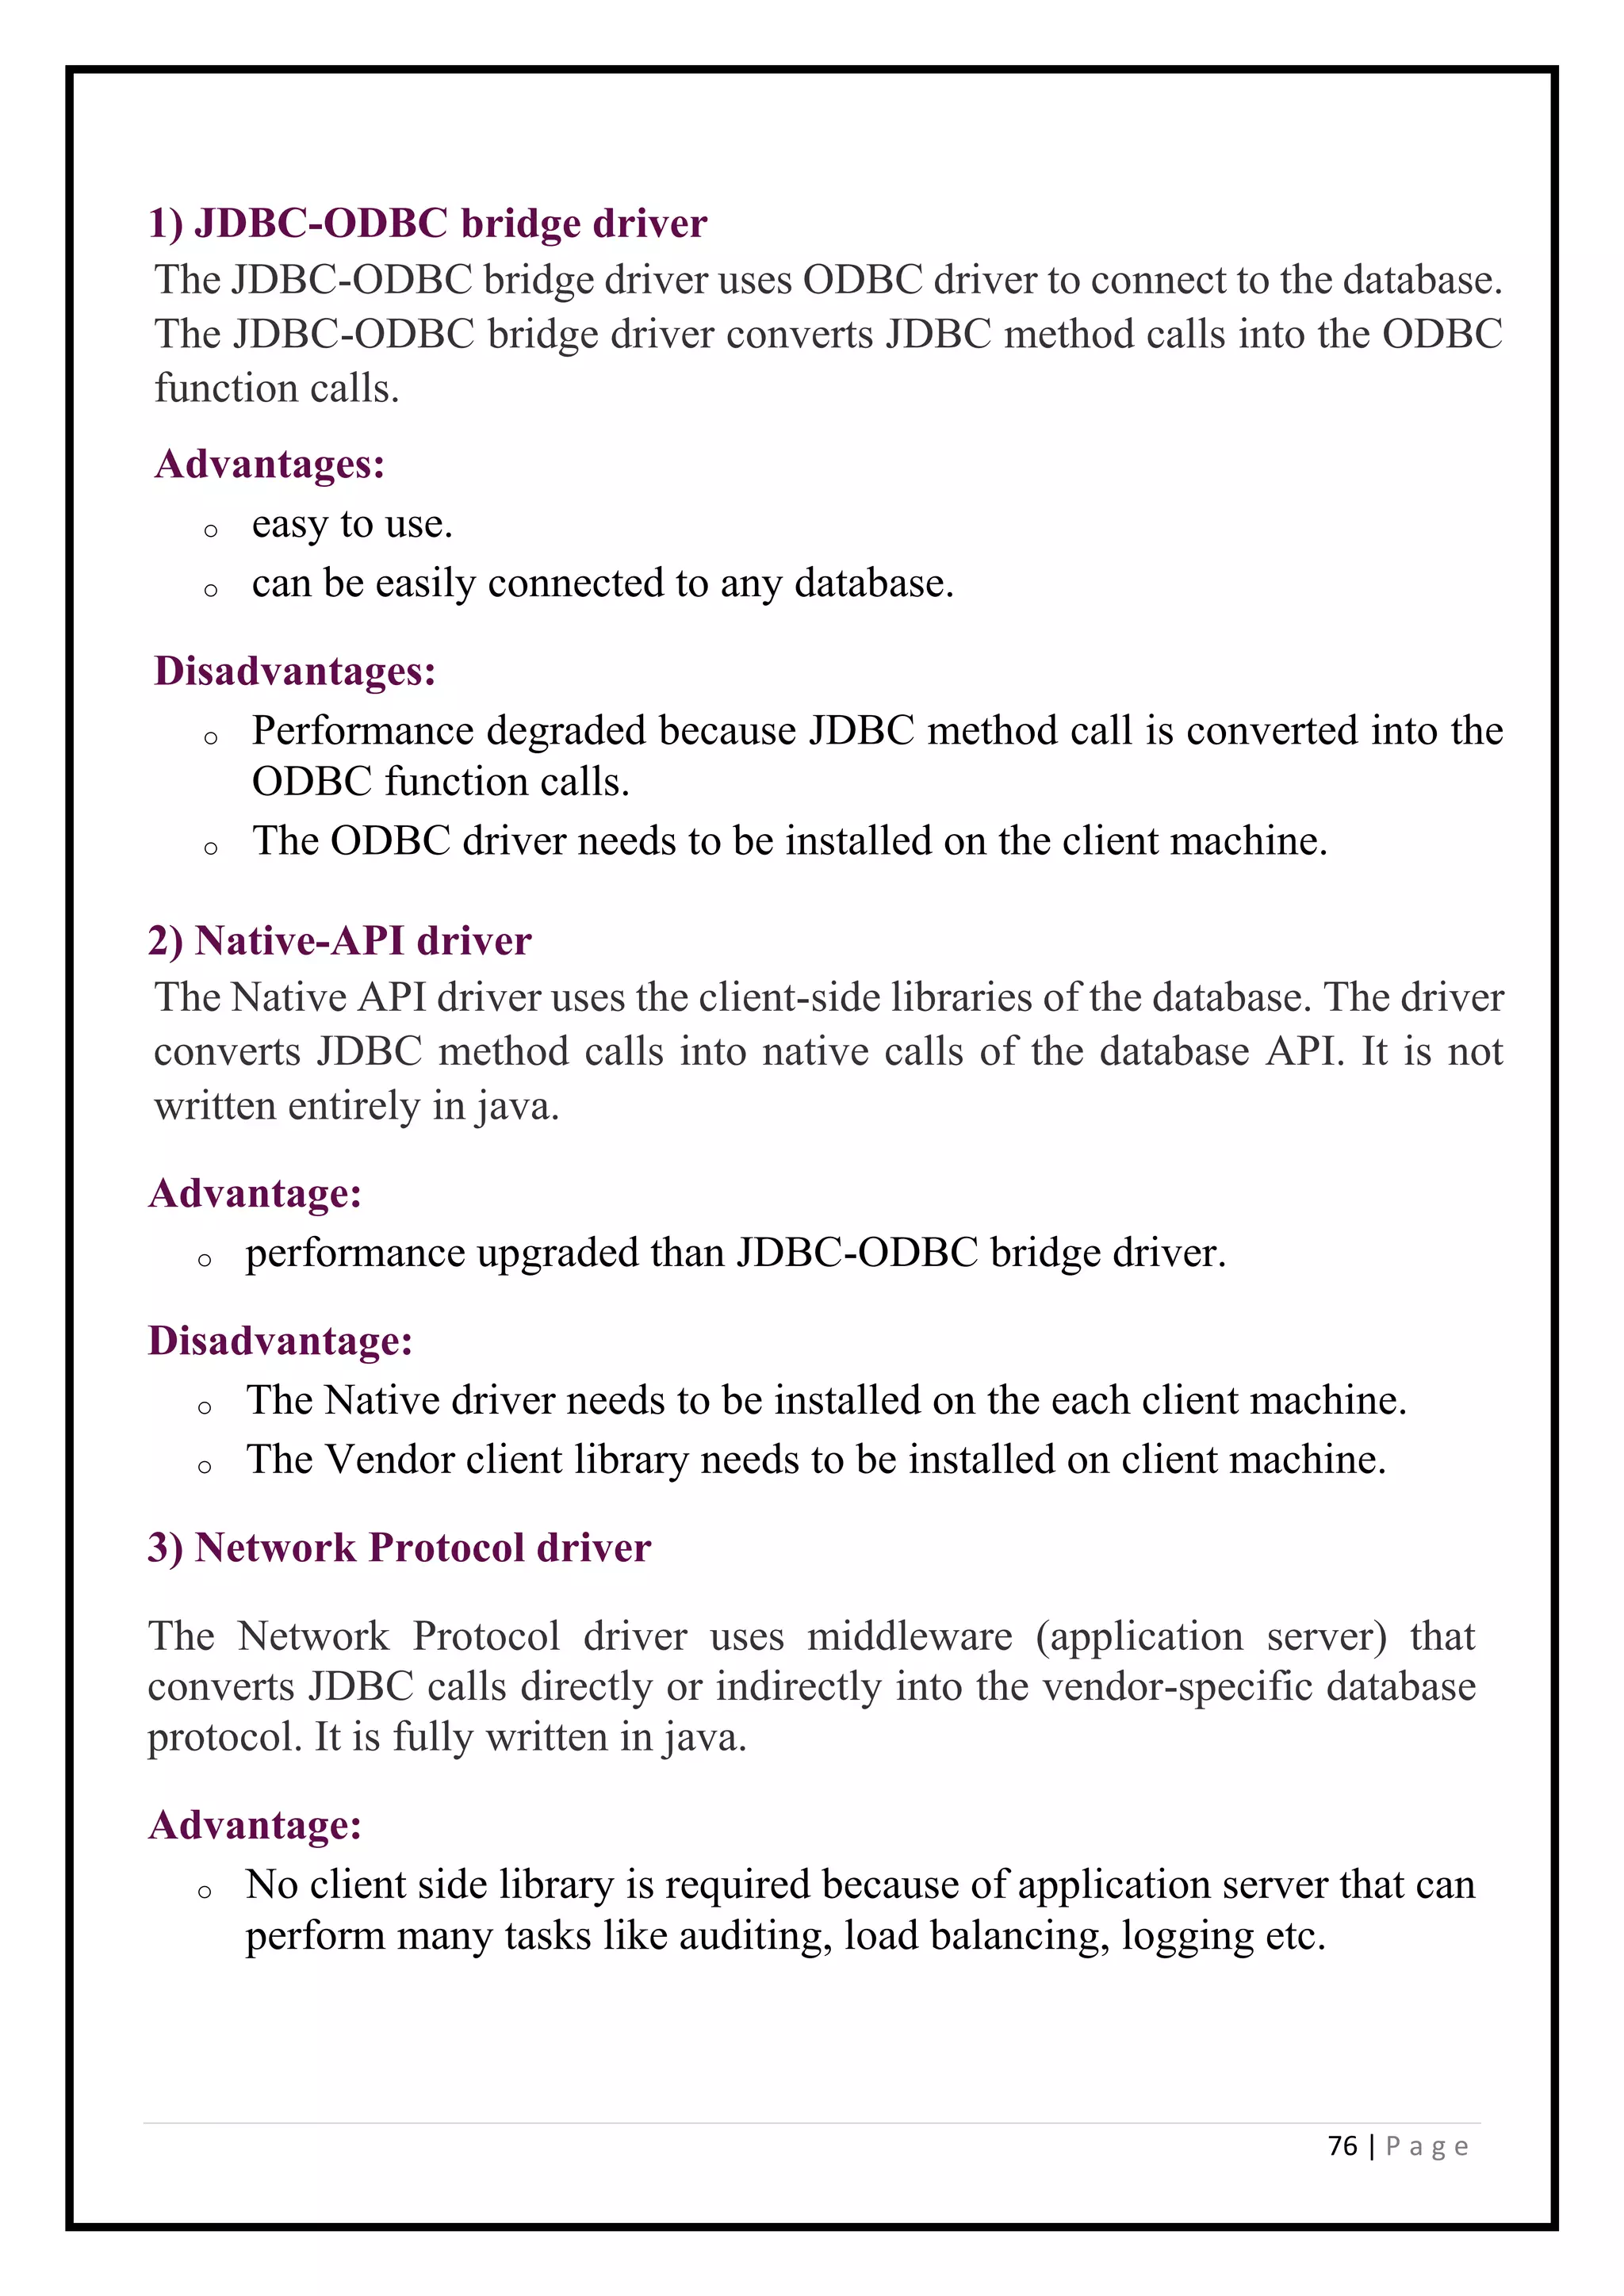 1) JDBC-ODBC bridge driver
The JDBC-ODBC bridge driver uses ODBC driver to connect to the database.
The JDBC-ODBC bridge driver converts JDBC method calls into the ODBC
function calls.
Advantages:
o easy to use.
o can be easily connected to any database.
Disadvantages:
o Performance degraded because JDBC method call is converted into the
ODBC function calls.
o The ODBC driver needs to be installed on the client machine.
2) Native-API driver
The Native API driver uses the client-side libraries of the database. The driver
converts JDBC method calls into native calls of the database API. It is not
written entirely in java.
Advantage:
o performance upgraded than JDBC-ODBC bridge driver.
Disadvantage:
o The Native driver needs to be installed on the each client machine.
o The Vendor client library needs to be installed on client machine.
3) Network Protocol driver
The Network Protocol driver uses middleware (application server) that
converts JDBC calls directly or indirectly into the vendor-specific database
protocol. It is fully written in java.
Advantage:
o No client side library is required because of application server that can
perform many tasks like auditing, load balancing, logging etc.
76 | P a g e